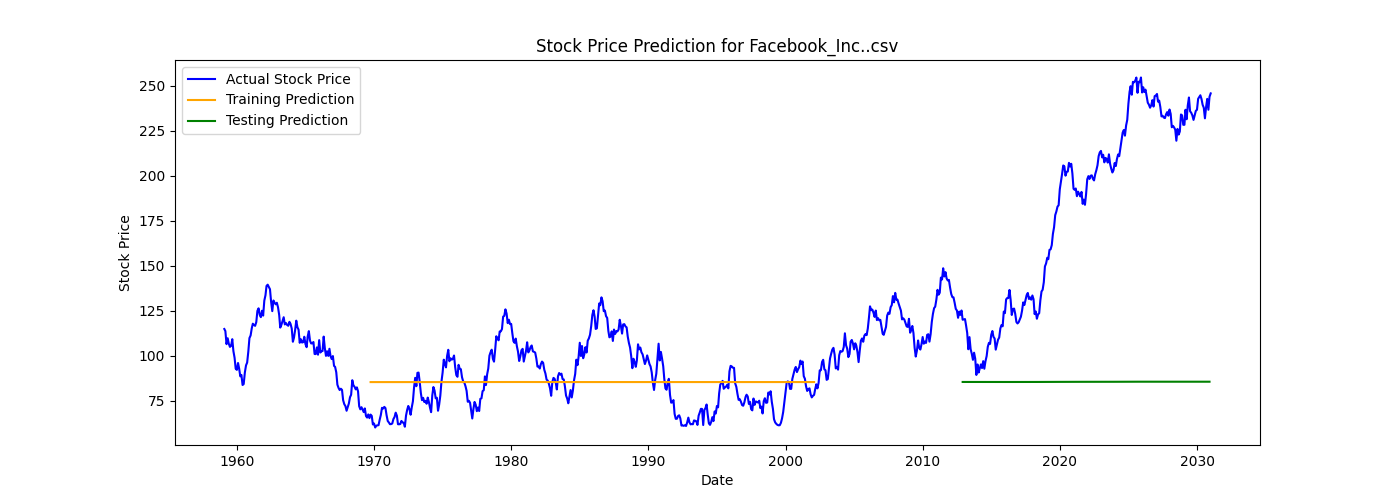 Stock Price Prediction for Facebook_Inc..csv
Actual Stock Price
Training Prediction
Testing Prediction
Stock Price
250
225
200
175
150
125
100
75
1960 1970 1980 1990 2000 2010 2020 2030
Date